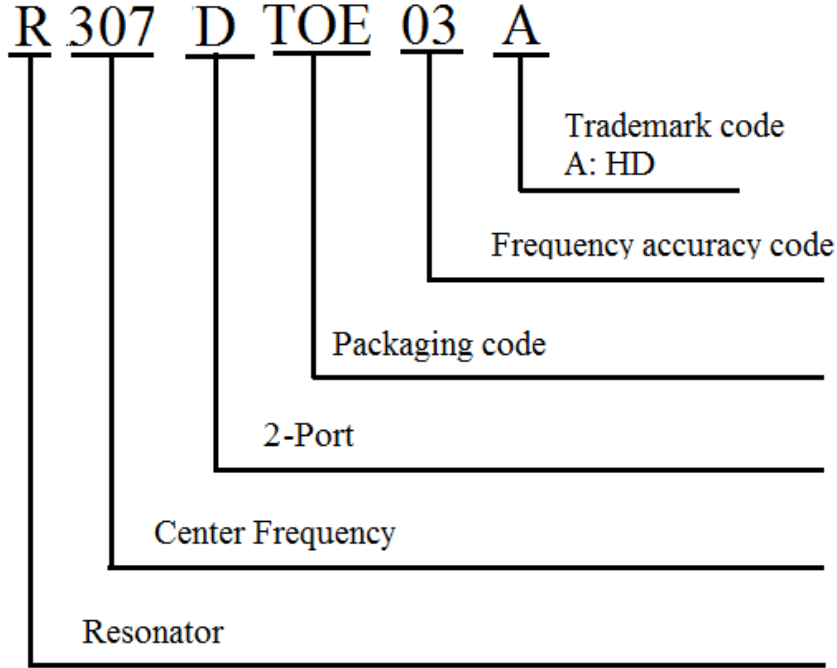 R 307 D TOE 03 A
Trademark code
A: HD
Frequency accuracy code
Packaging code
2-Port
Center Frequency
Resonator